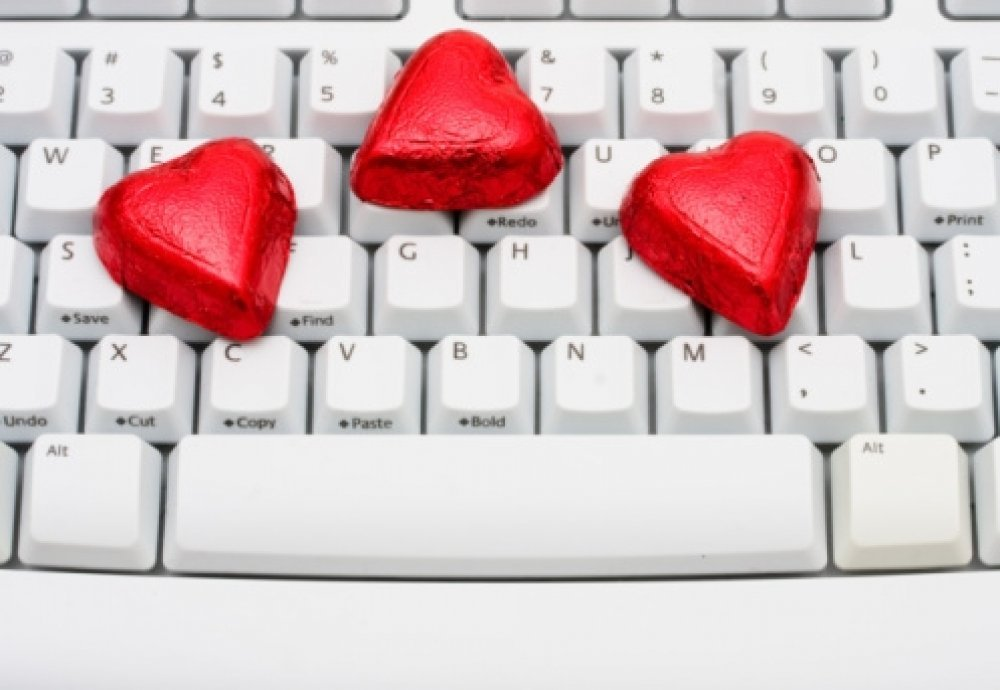 @ # $ % & * ( ) —
2 3 4 5 7 8 9 0 –
W E R U O P
Redo Print
S F G H J L :
Save Find ;
Z X C V B N M < >
, .
Undo Cut Copy Paste Bold
Alt Alt